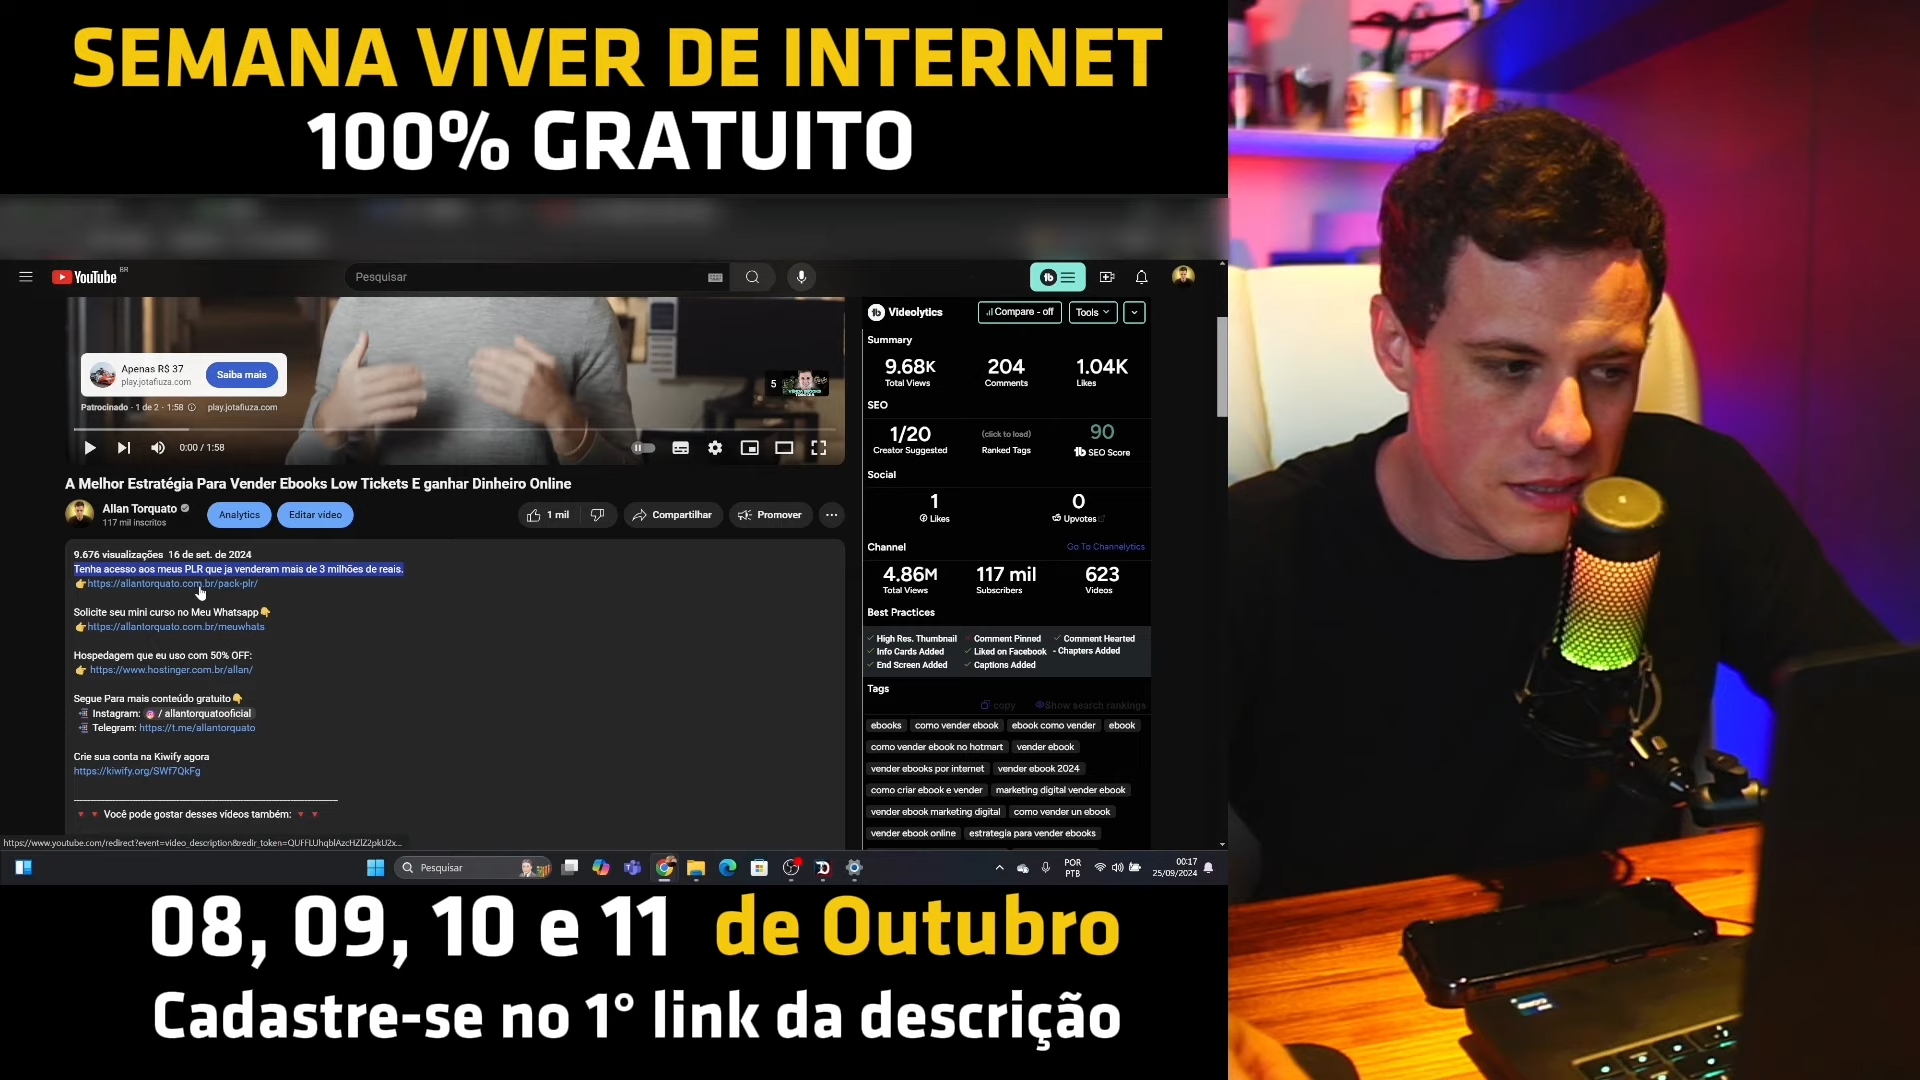 SEMANA VIVER DE INTERNET
100% GRATUITO
YouTube BR
Pesquisar
Apenas R$ 37
play.jotafiuza.com
Saiba mais
Patrocinado · 1 de 2 · 1:58
play.jotafiuza.com
5
0:00 / 1:58
A Melhor Estratégia Para Vender Ebooks Low Tickets E ganhar Dinheiro Online
Allan Torquato
117 mil inscritos
Analytics
Editar vídeo
1 mil
Compartilhar
Promover
9.676 visualizações 16 de set. de 2024
Tenha acesso aos meus PLR que ja venderam mais de 3 milhões de reais.
👉https://allantorquato.com.br/pack-plr/
Solicite seu mini curso no Meu Whatsapp👇
👉https://allantorquato.com.br/meuwhats
Hospedagem que eu uso com 50% OFF:
👉 https://www.hostinger.com.br/allan/
Segue Para mais conteúdo gratuito👇
📲 Instagram: / allantorquatooficial
📲 Telegram: https://t.me/allantorquato
Crie sua conta na Kiwify agora
https://kiwify.org/SWf7QkFg
🔻🔻 Você pode gostar desses vídeos também: 🔻🔻
https://www.youtube.com/redirect?event=video_description&redir_token=QUFFLUhqblAzcHZlZ2pkU2x...
Videolytics
Compare - off
Tools
Summary
9.68K
204
1.04K
Total Views
Comments
Likes
SEO
1/20
(click to load)
90
Creator Suggested
Ranked Tags
tb SEO Score
Social
1
0
Likes
Upvotes
Channel
Go To Channelytics
4.86M
117 mil
623
Total Views
Subscribers
Videos
Best Practices
High Res. Thumbnail
Comment Pinned
Comment Hearted
Info Cards Added
Liked on Facebook
- Chapters Added
End Screen Added
Captions Added
Tags
copy
Show search rankings
ebooks
como vender ebook
ebook como vender
ebook
como vender ebook no hotmart
vender ebook
vender ebooks por internet
vender ebook 2024
como criar ebook e vender
marketing digital vender ebook
vender ebook marketing digital
como vender un ebook
vender ebook online
estrategia para vender ebooks
Pesquisar
POR
PTB
00:17
25/09/2024
08, 09, 10 e 11 de Outubro
Cadastre-se no 1° link da descrição